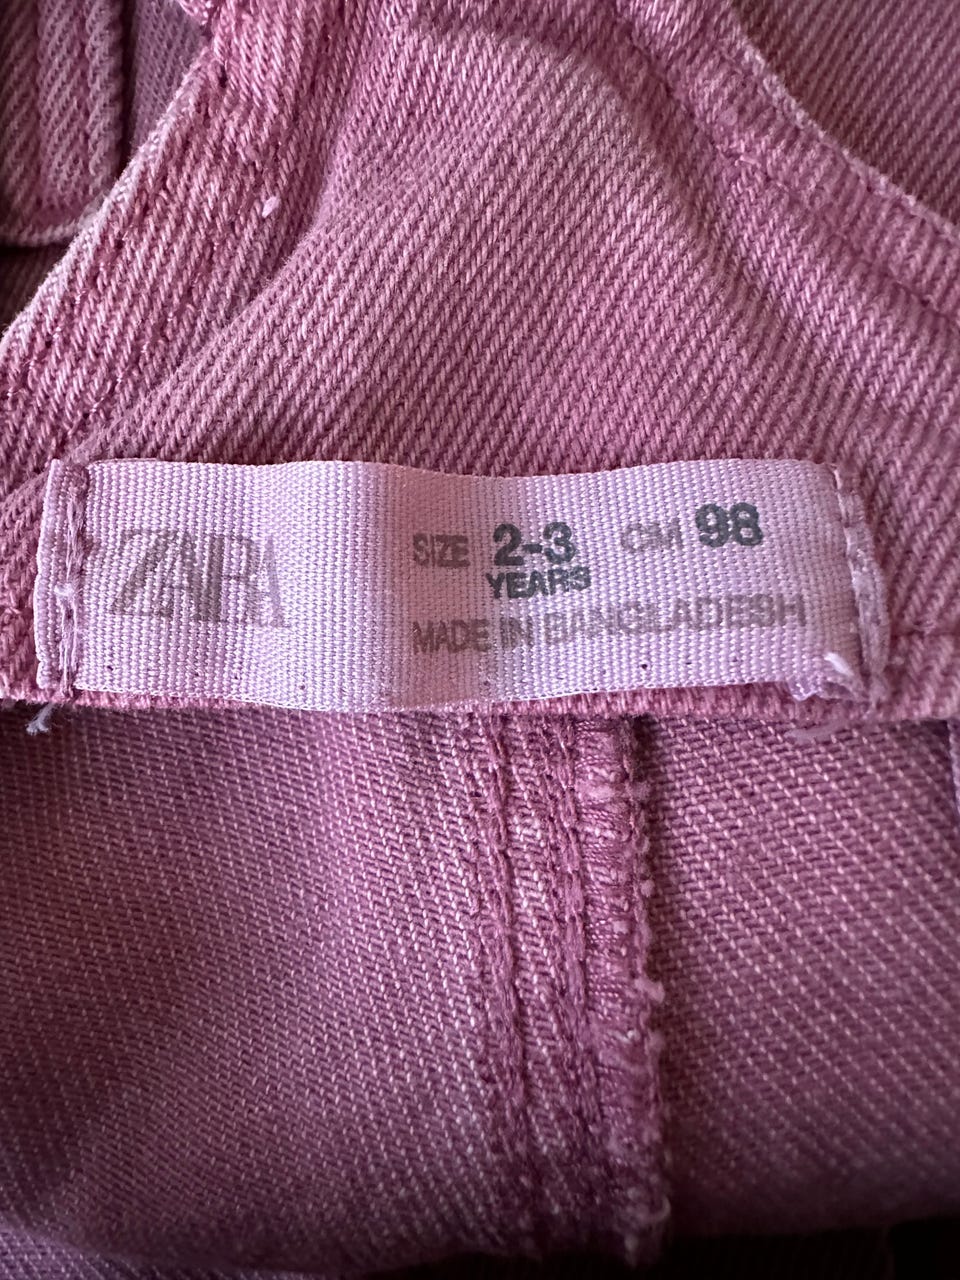 ZARA
SIZE 2-3 CM 98
YEARS
MADE IN BANGLADESH